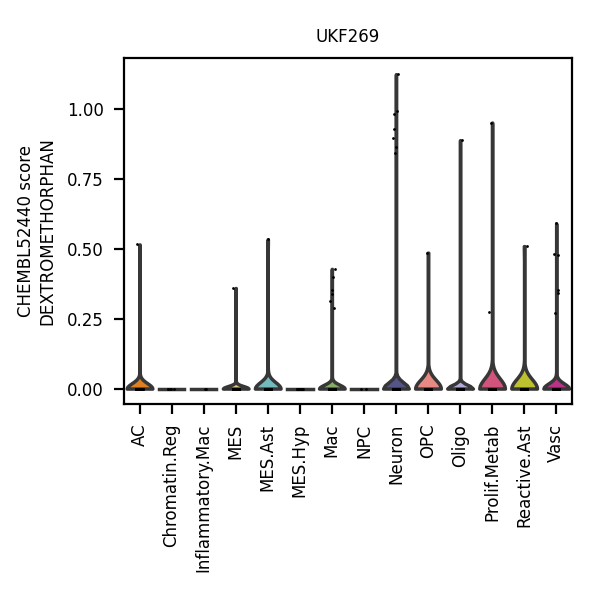 UKF269
CHEMBL52440 score
DEXTROMETHORPHAN
1.00
0.75
0.50
0.25
0.00
AC
Chromatin.Reg
Inflammatory.Mac
MES
MES.Ast
MES.Hyp
Mac
NPC
Neuron
OPC
Oligo
Prolif.Metab
Reactive.Ast
Vasc